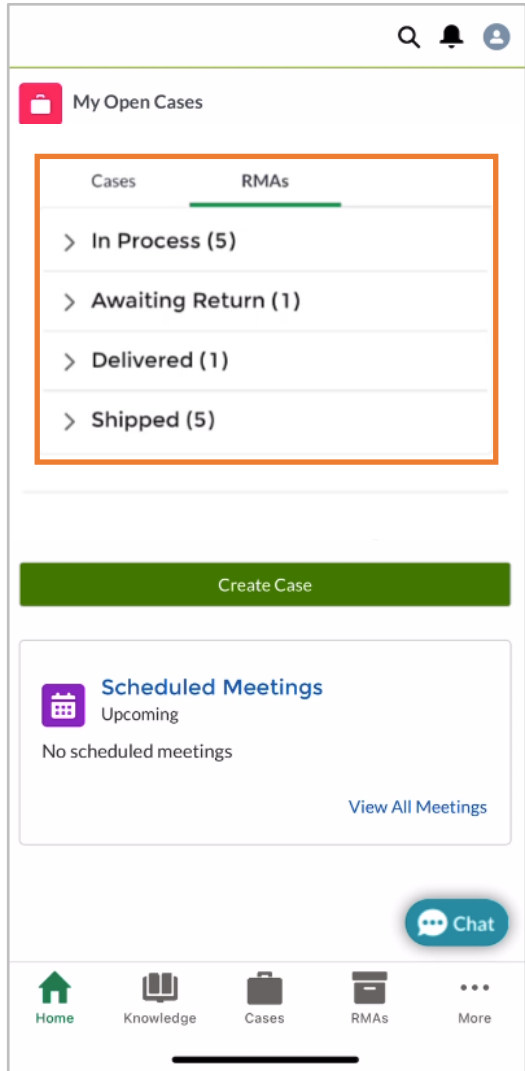 My Open Cases
Cases RMAs
In Process (5)
Awaiting Return (1)
Delivered (1)
Shipped (5)
Create Case
Scheduled Meetings
Upcoming
No scheduled meetings
View All Meetings
Chat
Home Knowledge Cases RMAs More